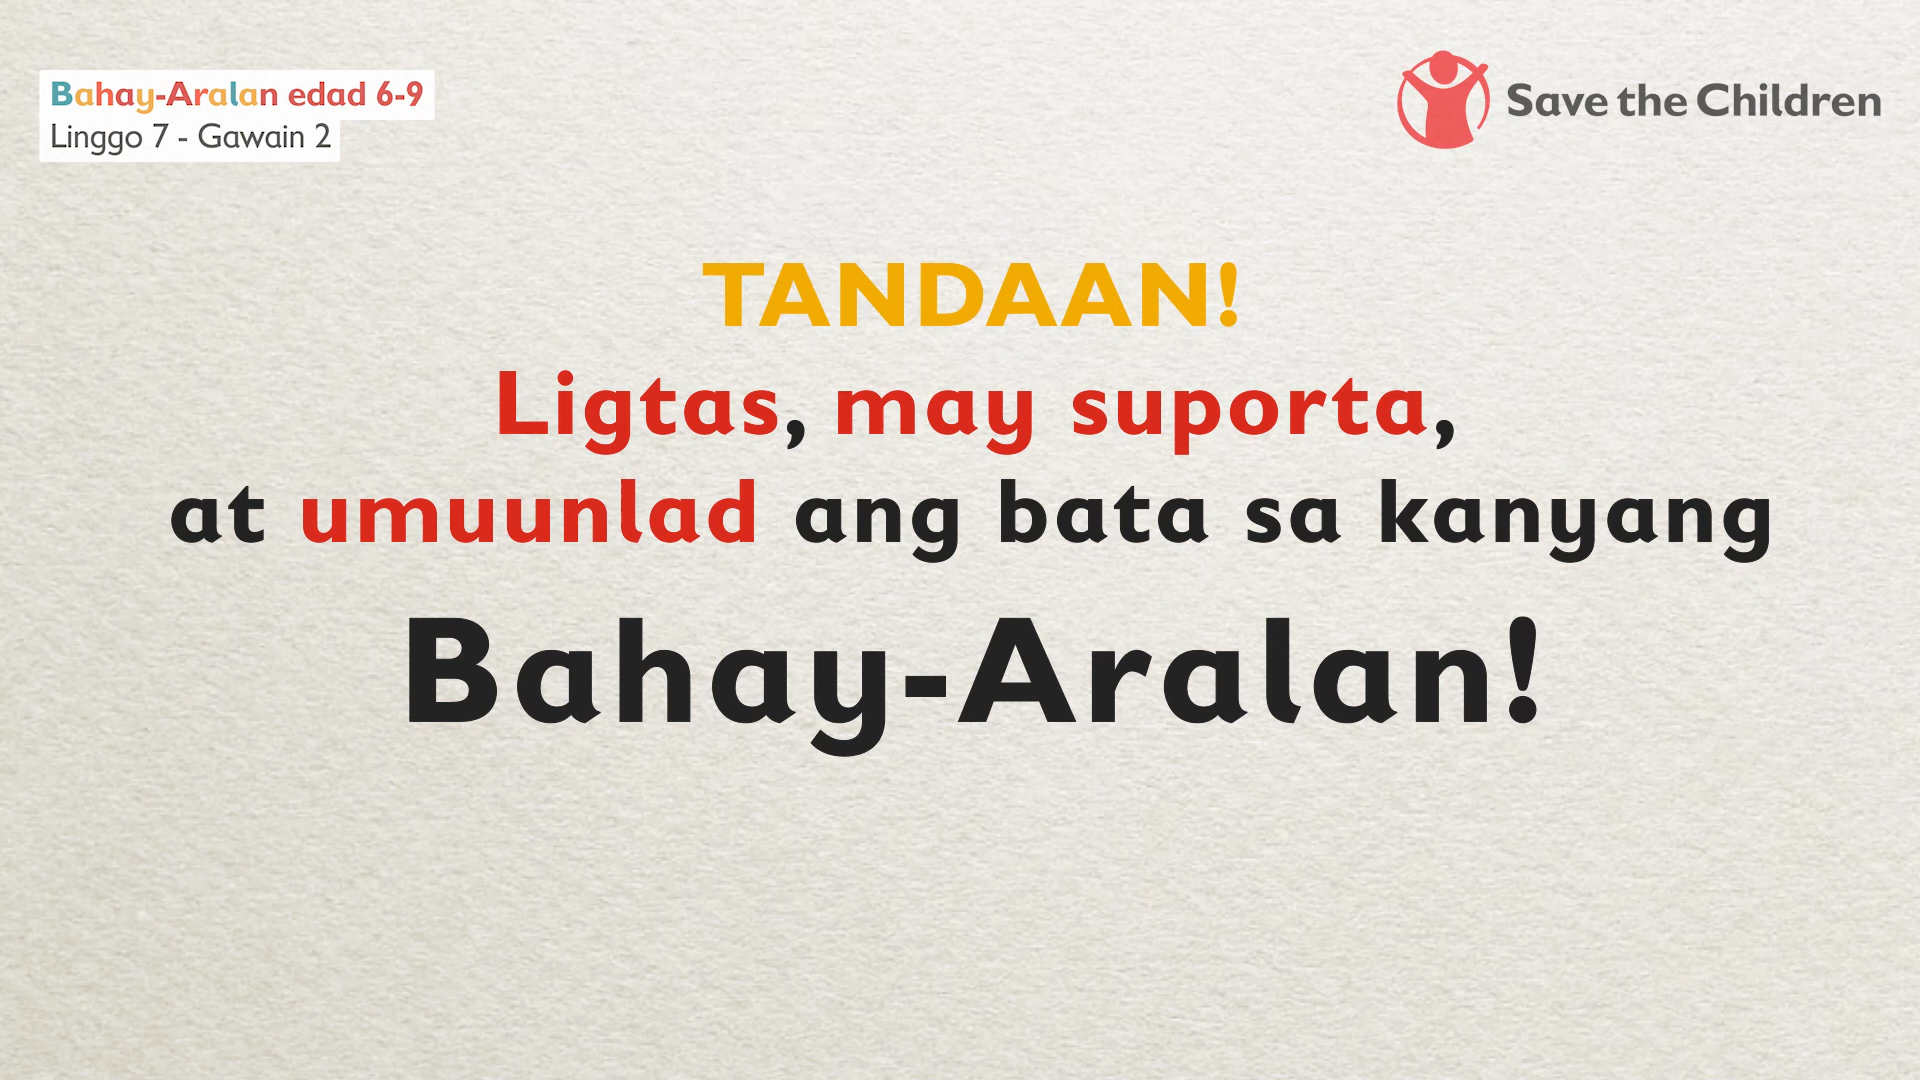 Bahay-Aralan edad 6-9
Linggo 7 - Gawain 2
Save the Children
TANDAAN!
Ligtas, may suporta,
at umuunlad ang bata sa kanyang
Bahay-Aralan!